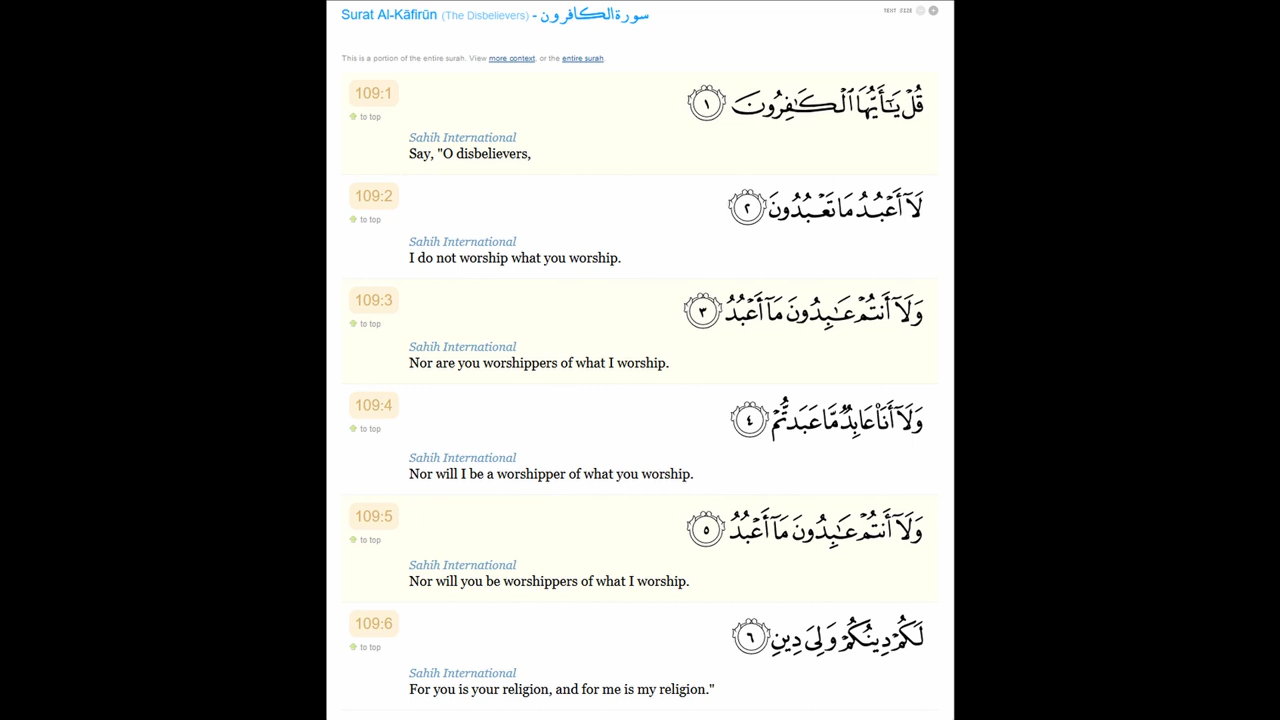 Surat Al-Kāfirūn (The Disbelievers) - سورة الكافرون
TEXT SIZE
This is a portion of the entire surah. View more context, or the entire surah.
109:1
قُلْ يَـٰٓأَيُّهَا ٱلْكَـٰفِرُونَ ١
to top
Sahih International
Say, "O disbelievers,
109:2
لَآ أَعْبُدُ مَا تَعْبُدُونَ ٢
to top
Sahih International
I do not worship what you worship.
109:3
وَلَآ أَنتُمْ عَـٰبِدُونَ مَآ أَعْبُدُ ٣
to top
Sahih International
Nor are you worshippers of what I worship.
109:4
وَلَآ أَنَا۠ عَابِدٌ مَّا عَبَدتُّمْ ٤
to top
Sahih International
Nor will I be a worshipper of what you worship.
109:5
وَلَآ أَنتُمْ عَـٰبِدُونَ مَآ أَعْبُدُ ٥
to top
Sahih International
Nor will you be worshippers of what I worship.
109:6
لَكُمْ دِينُكُمْ وَلِىَ دِينِ ٦
to top
Sahih International
For you is your religion, and for me is my religion."